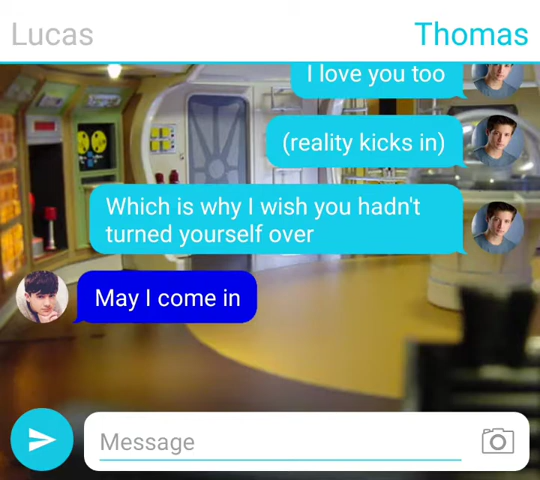 Lucas
Thomas
I love you too
(reality kicks in)
Which is why I wish you hadn't
turned yourself over
May I come in
Message